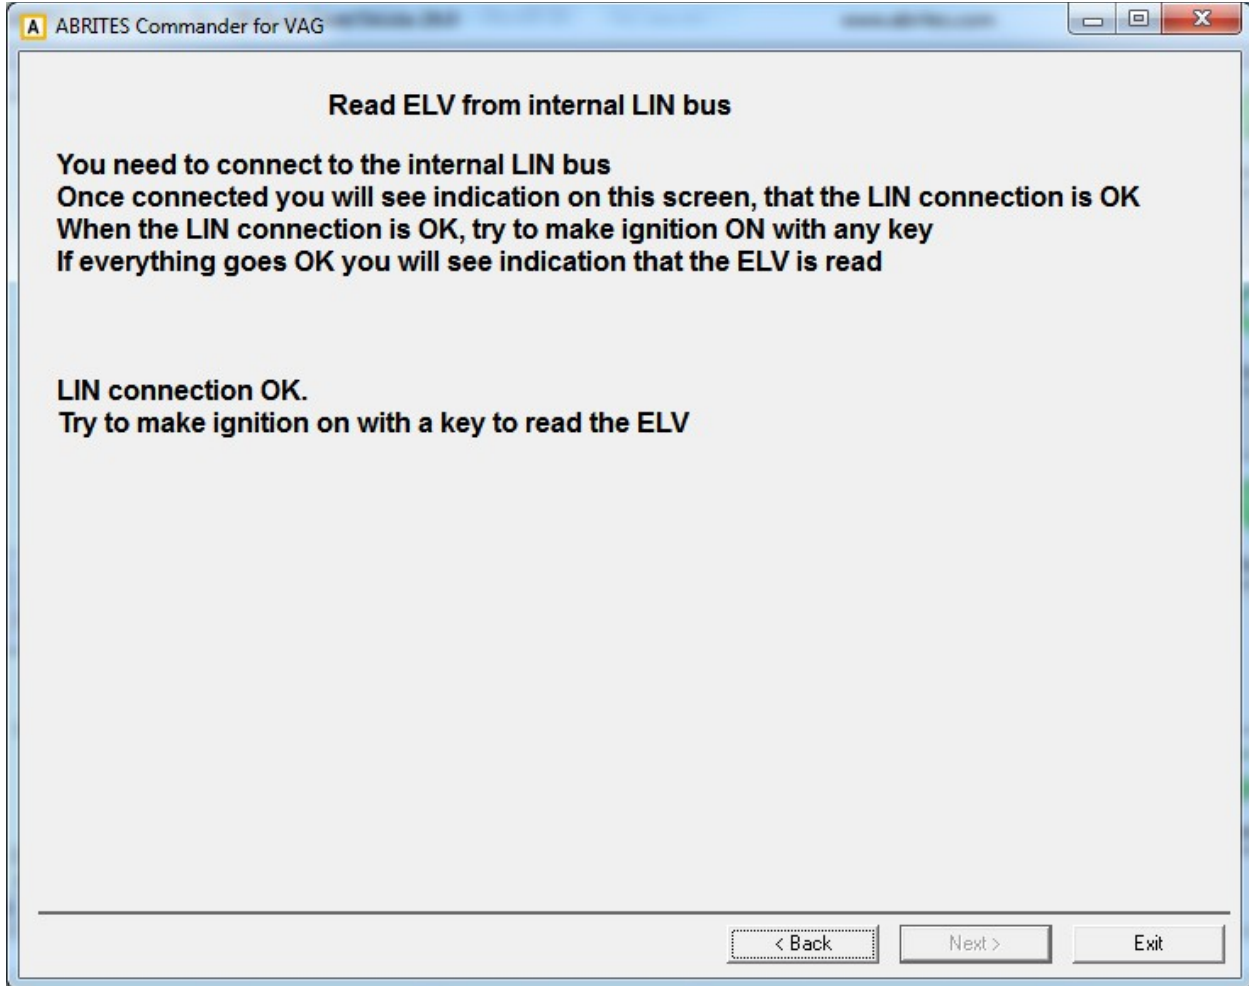 A ABRITES Commander for VAG
Read ELV from internal LIN bus
You need to connect to the internal LIN bus
Once connected you will see indication on this screen, that the LIN connection is OK
When the LIN connection is OK, try to make ignition ON with any key
If everything goes OK you will see indication that the ELV is read
LIN connection OK.
Try to make ignition on with a key to read the ELV
< Back Next > Exit